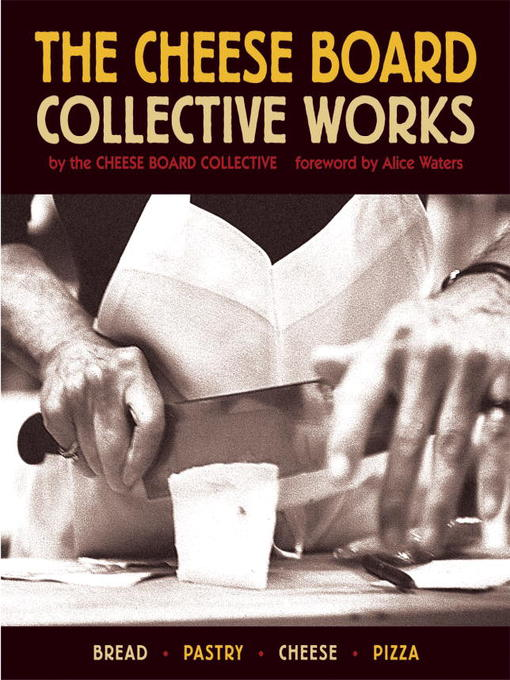 THE CHEESE BOARD
COLLECTIVE WORKS
by the CHEESE BOARD COLLECTIVE foreword by Alice Waters
BREAD • PASTRY • CHEESE • PIZZA